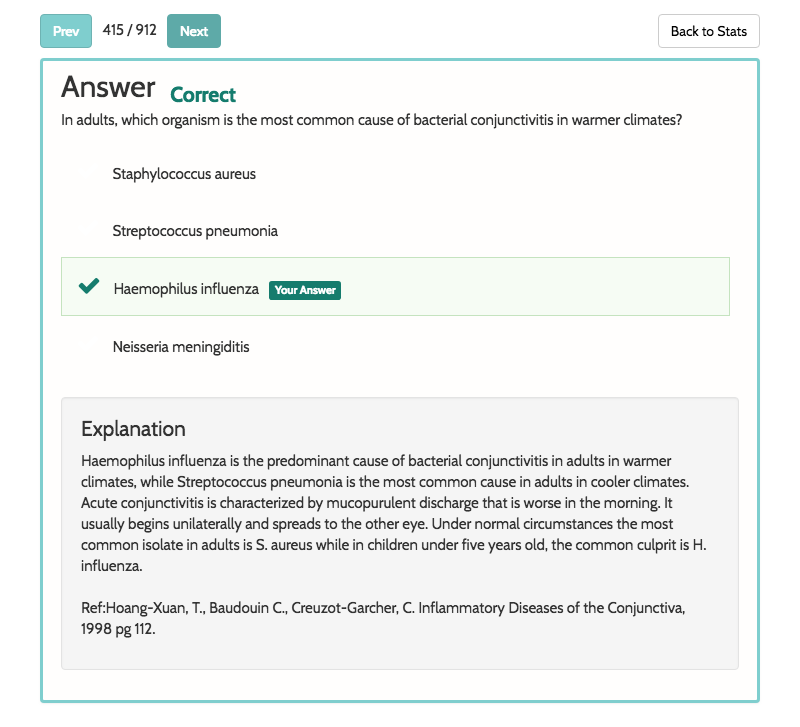 Prev 415 / 912 Next Back to Stats
Answer Correct
In adults, which organism is the most common cause of bacterial conjunctivitis in warmer climates?
Staphylococcus aureus
Streptococcus pneumonia
Haemophilus influenza Your Answer
Neisseria meningiditis
Explanation
Haemophilus influenza is the predominant cause of bacterial conjunctivitis in adults in warmer
climates, while Streptococcus pneumonia is the most common cause in adults in cooler climates.
Acute conjunctivitis is characterized by mucopurulent discharge that is worse in the morning. It
usually begins unilaterally and spreads to the other eye. Under normal circumstances the most
common isolate in adults is S. aureus while in children under five years old, the common culprit is H.
influenza.
Ref:Hoang-Xuan, T., Baudouin C., Creuzot-Garcher, C. Inflammatory Diseases of the Conjunctiva,
1998 pg 112.